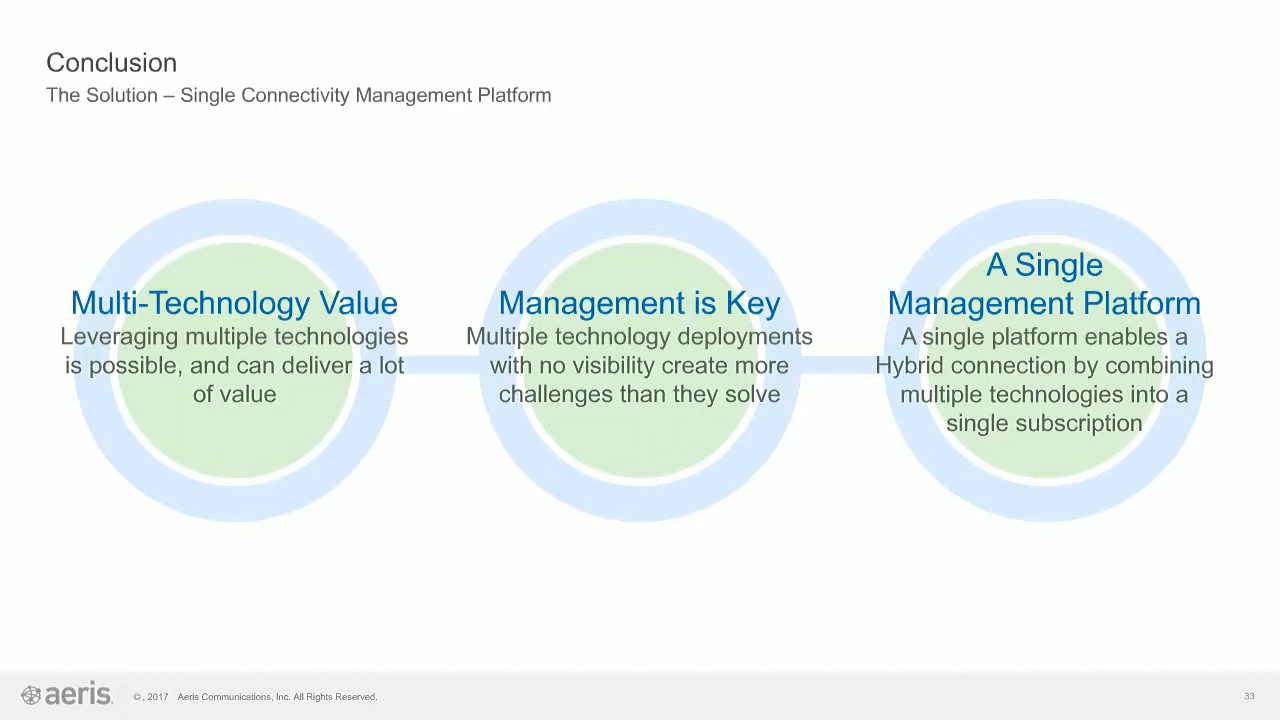 Conclusion
The Solution – Single Connectivity Management Platform
Multi-Technology Value
Leveraging multiple technologies
is possible, and can deliver a lot
of value
Management is Key
Multiple technology deployments
with no visibility create more
challenges than they solve
A Single
Management Platform
A single platform enables a
Hybrid connection by combining
multiple technologies into a
single subscription
aeris.
©, 2017 Aeris Communications, Inc. All Rights Reserved.
33